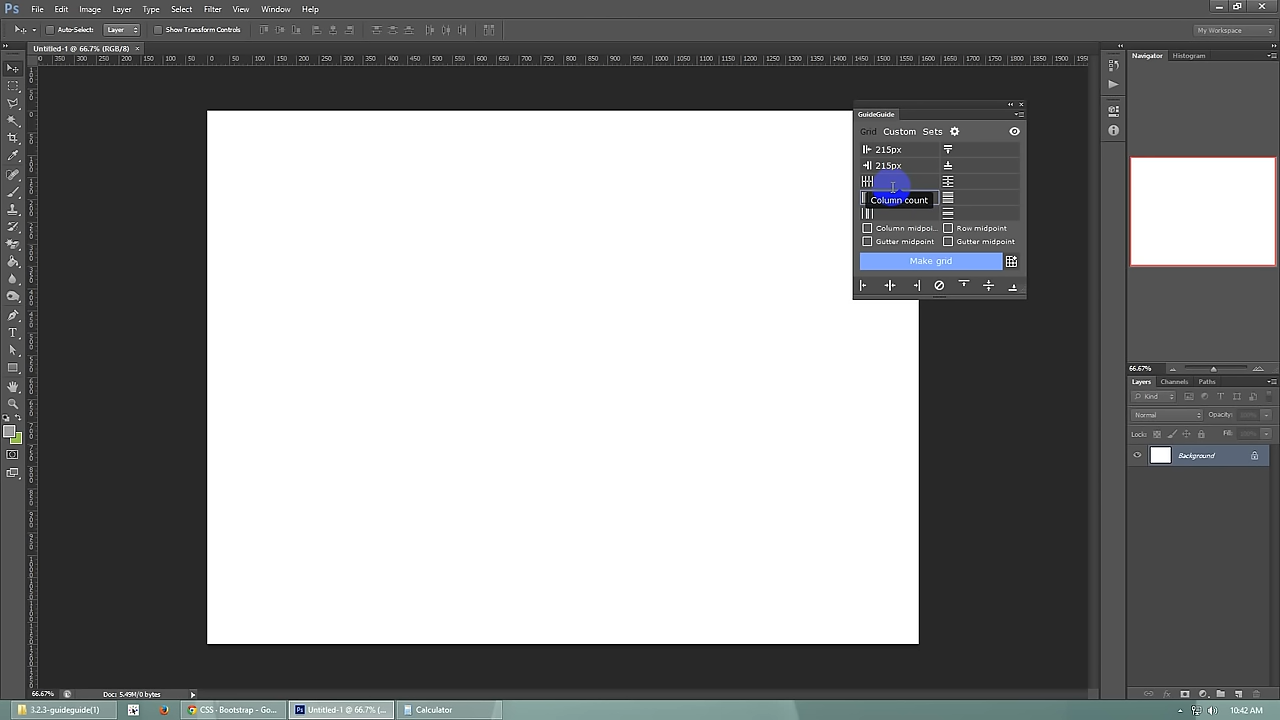 Ps File Edit Image Layer Type Select Filter View Window Help
Auto-Select: Layer Show Transform Controls My Workspace
Untitled-1 @ 66.7% (RGB/8) ×
Navigator Histogram
GuideGuide
Grid Custom Sets
215px
215px
Column count
Column midpoi... Row midpoint
Gutter midpoint Gutter midpoint
Make grid
66.67%
Layers Channels Paths
Kind
Normal Opacity: 100%
Lock: Fill: 100%
Background
66.67% Doc: 5.49M/0 bytes
3.2.3-guideguide(1) CSS · Bootstrap - Go... Ps Untitled-1 @ 66.7% (... Calculator 10:42 AM